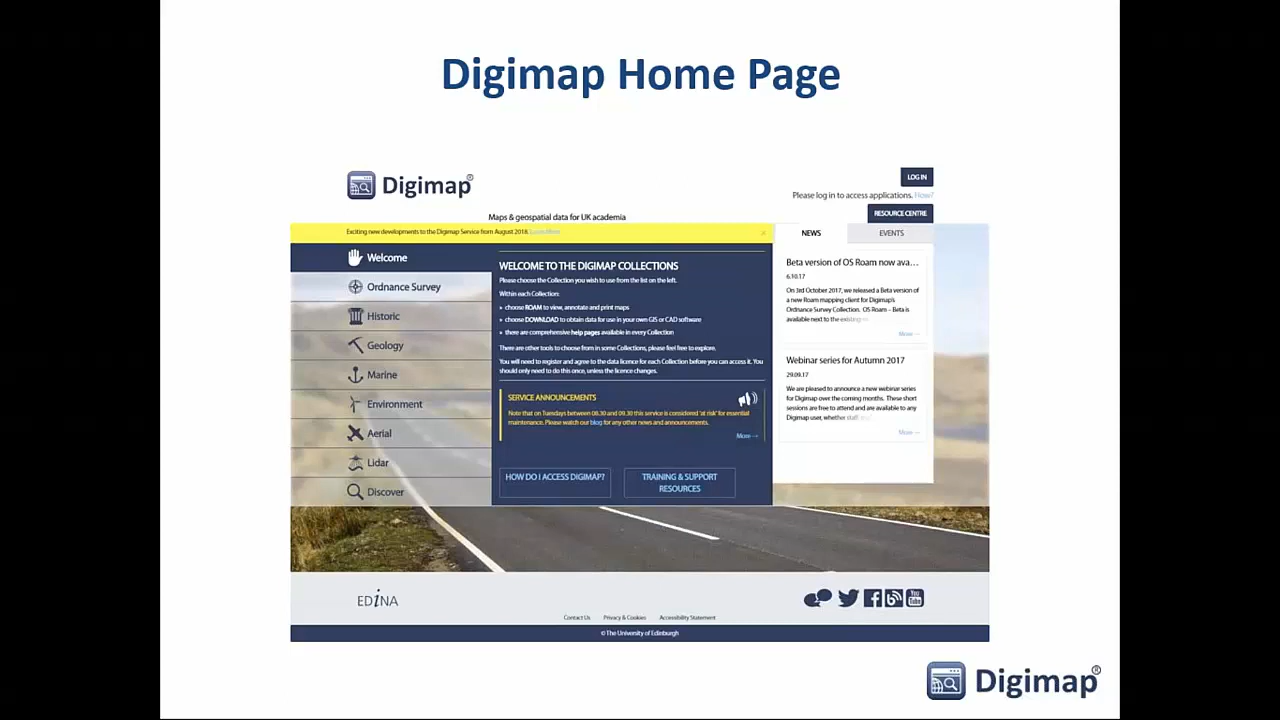 Digimap Home Page
Digimap®
LOG IN
Please log in to access applications. How?
RESOURCE CENTRE
Maps & geospatial data for UK academia
Exciting new developments to the Digimap Service from August 2018 Learn More
×
NEWS
EVENTS
Welcome
Ordnance Survey
Historic
Geology
Marine
Environment
Aerial
Lidar
Discover
WELCOME TO THE DIGIMAP COLLECTIONS
Please choose the Collection you wish to use from the list on the left.
Within each Collection:
• choose ROAM to view, annotate and print maps
• choose DOWNLOAD to obtain data for use in your own GIS or CAD software
• there are comprehensive help pages available in every Collection
There are other tools to choose from in some Collections, please feel free to explore.
You will need to register and agree to the data licence for each Collection before you can access it. You
should only need to do this once, unless the licence changes.
SERVICE ANNOUNCEMENTS
Note that on Tuesdays between 08.30 and 09.30 this service is considered 'at risk' for essential
maintenance. Please watch our blog for any other news and announcements.
More →
HOW DO I ACCESS DIGIMAP?
TRAINING & SUPPORT
RESOURCES
Beta version of OS Roam now ava...
6.10.17
On 3rd October 2017, we released a Beta version of
a new Roam mapping client for Digimap's
Ordnance Survey Collection. 'OS Roam – Beta is
available next to the existing
More →
Webinar series for Autumn 2017
29.09.17
We are pleased to announce a new webinar series
for Digimap over the coming months. These short
sessions are free to attend and are available to any
Digimap user, whether staff
More →
EDINA
You
Tube
Contact Us
Privacy & Cookies
Accessibility Statement
© The University of Edinburgh
Digimap®